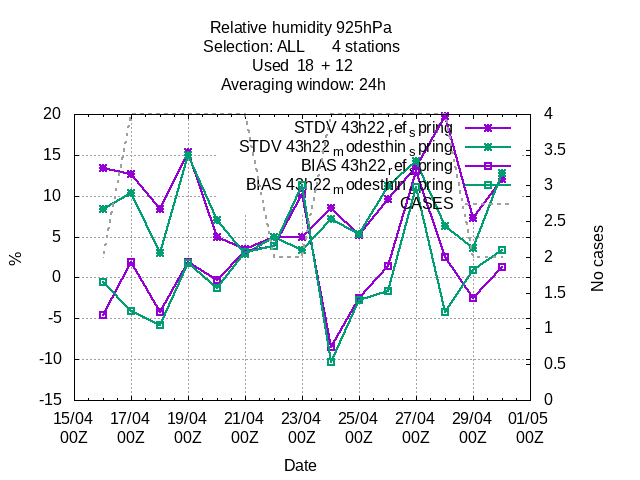 Relative humidity 925hPa
Selection: ALL 4 stations
Used 18 + 12
Averaging window: 24h
20 15 10 5 0 -5 -10 -15
%
STDV 43h22_ref_spring
STDV 43h22_modesthin_spring
BIAS 43h22_ref_spring
BIAS 43h22_modesthin_spring
CASES
4 3.5 3 2.5 2 1.5 1 0.5 0
No cases
15/04 17/04 19/04 21/04 23/04 25/04 27/04 29/04 01/05
00Z 00Z 00Z 00Z 00Z 00Z 00Z 00Z 00Z
Date